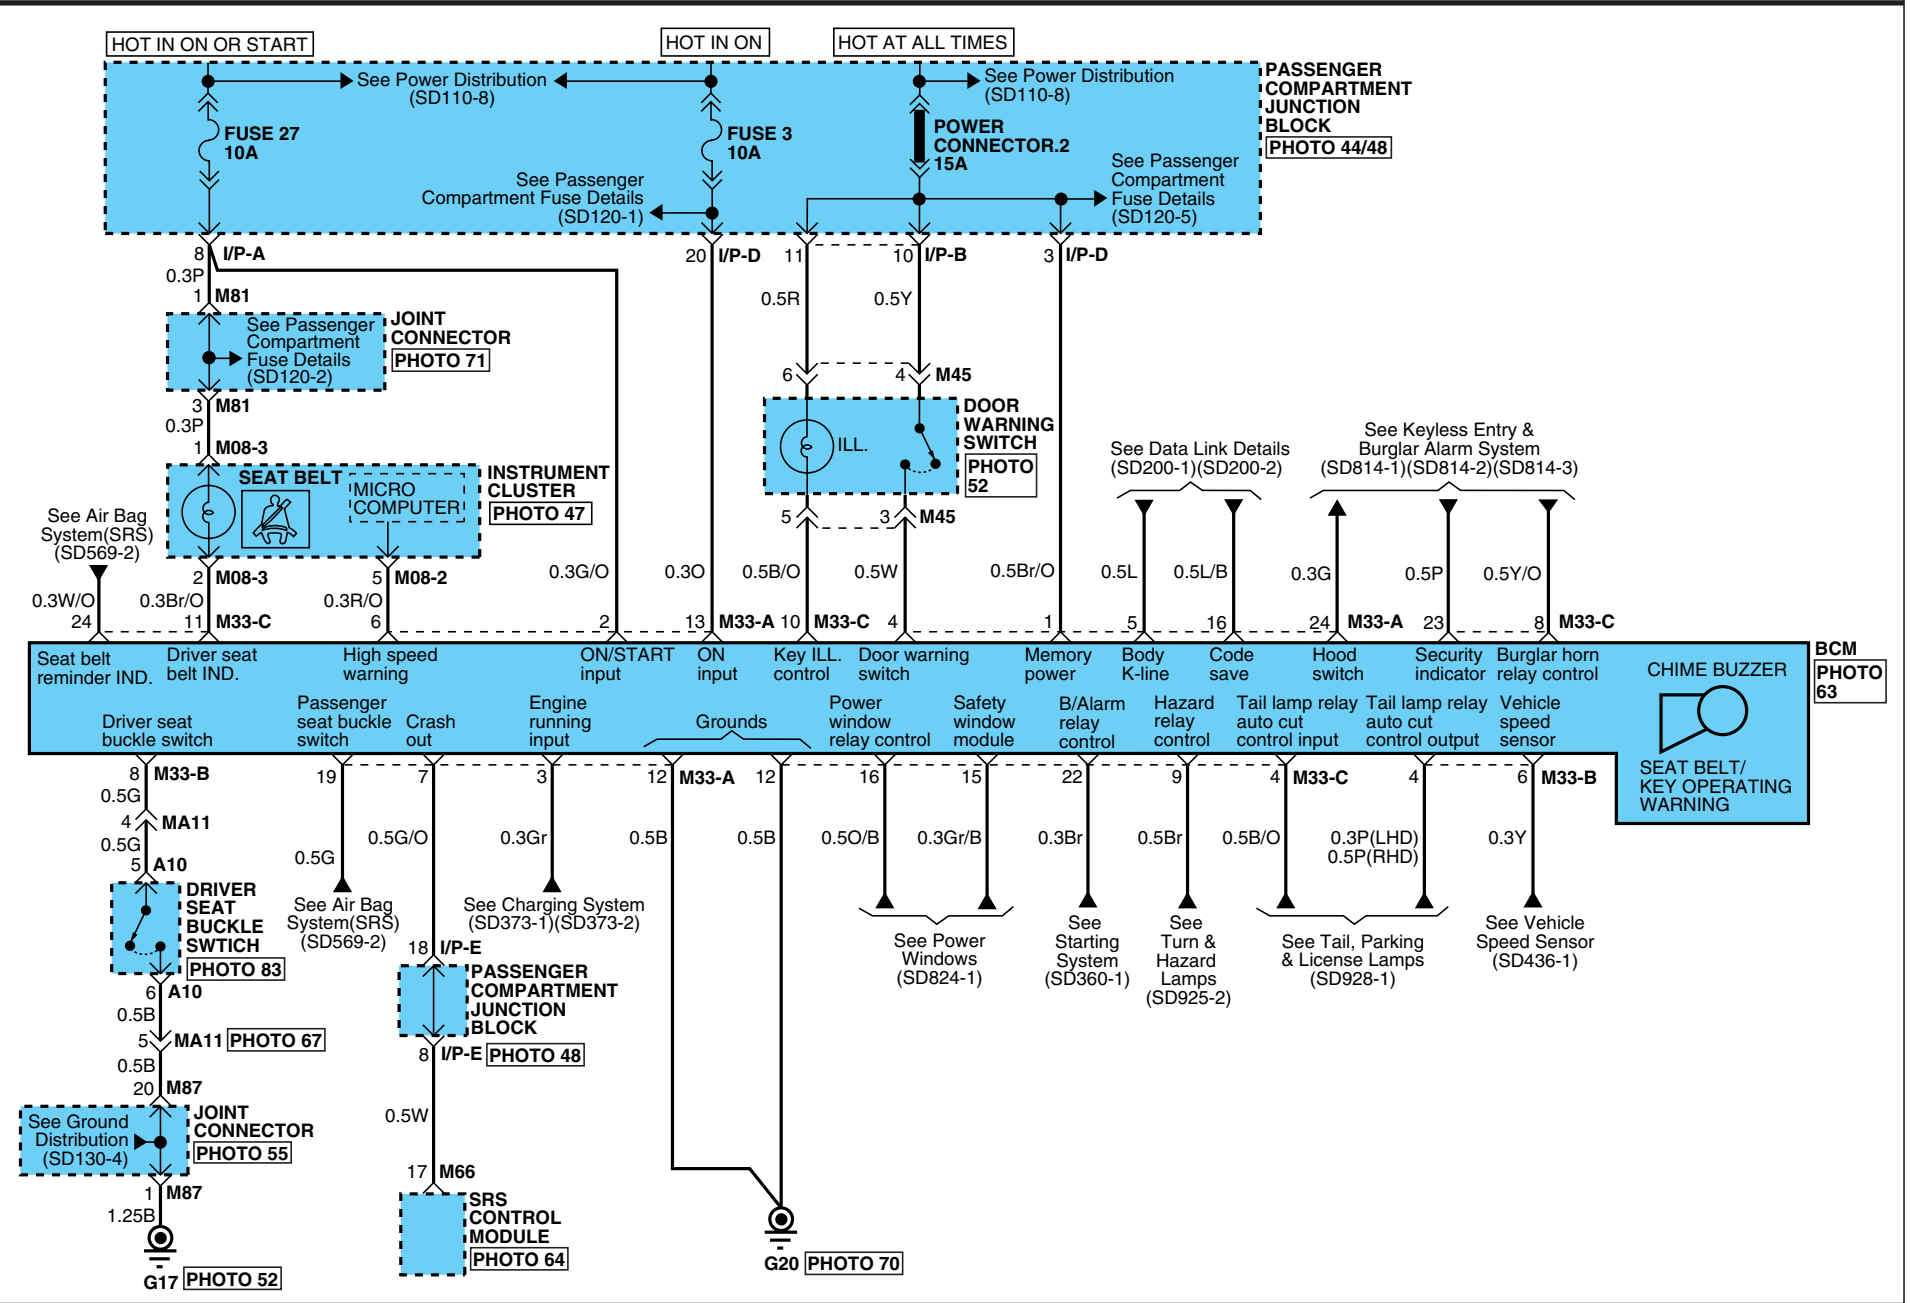 HOT IN ON OR START
HOT IN ON
HOT AT ALL TIMES
See Power Distribution
(SD110-8)
See Power Distribution
(SD110-8)
PASSENGER
COMPARTMENT
JUNCTION
BLOCK
PHOTO 44/48
FUSE 27
10A
FUSE 3
10A
POWER
CONNECTOR.2
15A
See Passenger
Compartment Fuse Details
(SD120-1)
See Passenger
Compartment
Fuse Details
(SD120-5)
8 I/P-A
20 I/P-D
11
10 I/P-B
3 I/P-D
0.3P
1 M81
0.5R
0.5Y
See Passenger
Compartment
Fuse Details
(SD120-2)
JOINT
CONNECTOR
PHOTO 71
3 M81
0.3P
1 M08-3
6
4 M45
ILL.
DOOR
WARNING
SWITCH
PHOTO
52
5
3 M45
SEAT BELT
MICRO
COMPUTER
INSTRUMENT
CLUSTER
PHOTO 47
See Air Bag
System(SRS)
(SD569-2)
See Data Link Details
(SD200-1)(SD200-2)
See Keyless Entry &
Burglar Alarm System
(SD814-1)(SD814-2)(SD814-3)
2 M08-3
5 M08-2
0.3W/O
0.3Br/O
0.3R/O
0.3G/O
0.3O
0.5B/O
0.5W
0.5Br/O
0.5L
0.5L/B
0.3G
0.5P
0.5Y/O
24
11 M33-C
6
2
13 M33-A
10 M33-C
4
1
5
16
24 M33-A
23
8 M33-C
BCM
PHOTO
63
Seat belt
reminder IND.
Driver seat
belt IND.
High speed
warning
ON/START
input
ON
input
Key ILL.
control
Door warning
switch
Memory
power
Body
K-line
Code
save
Hood
switch
Security
indicator
Burglar horn
relay control
CHIME BUZZER
Driver seat
buckle switch
Passenger
seat buckle
switch
Crash
out
Engine
running
input
Grounds
Power
window
relay control
Safety
window
module
B/Alarm
relay
control
Hazard
relay
control
Tail lamp relay
auto cut
control input
Tail lamp relay
auto cut
control output
Vehicle
speed
sensor
SEAT BELT/
KEY OPERATING
WARNING
8 M33-B
19
7
3
12 M33-A
12
16
15
22
9
4 M33-C
4
6 M33-B
0.5G
4 MA11
0.5G
5 A10
0.5G
0.5G/O
0.3Gr
0.5B
0.5B
0.5O/B
0.3Gr/B
0.3Br
0.5Br
0.5B/O
0.3P(LHD)
0.5P(RHD)
0.3Y
DRIVER
SEAT
BUCKLE
SWTICH
PHOTO 83
See Air Bag
System(SRS)
(SD569-2)
See Charging System
(SD373-1)(SD373-2)
See Power
Windows
(SD824-1)
See
Starting
System
(SD360-1)
See
Turn &
Hazard
Lamps
(SD925-2)
See Tail, Parking
& License Lamps
(SD928-1)
See Vehicle
Speed Sensor
(SD436-1)
6 A10
0.5B
5 MA11 PHOTO 67
0.5B
20 M87
18 I/P-E
PASSENGER
COMPARTMENT
JUNCTION
BLOCK
8 I/P-E PHOTO 48
0.5W
See Ground
Distribution
(SD130-4)
JOINT
CONNECTOR
PHOTO 55
1 M87
1.25B
G17 PHOTO 52
17 M66
SRS
CONTROL
MODULE
PHOTO 64
G20 PHOTO 70